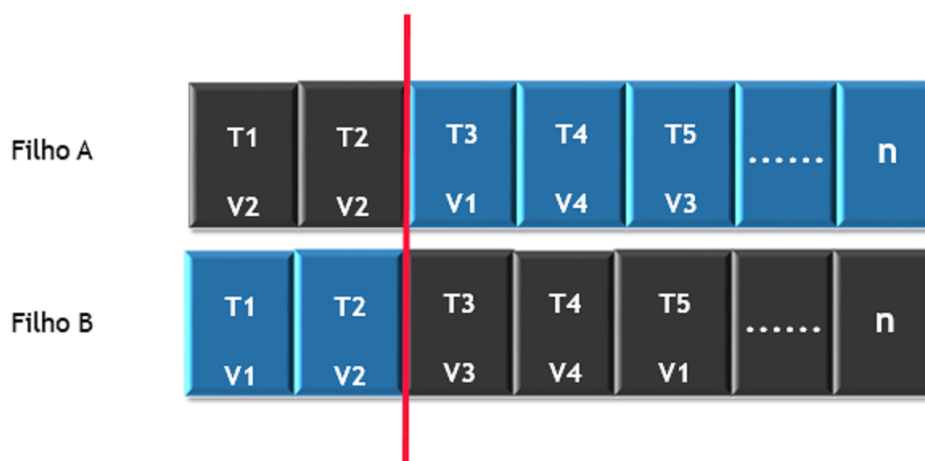 Filho A
T1 T2 T3 T4 T5 ...... n
V2 V2 V1 V4 V3
Filho B
T1 T2 T3 T4 T5 ...... n
V1 V2 V3 V4 V1